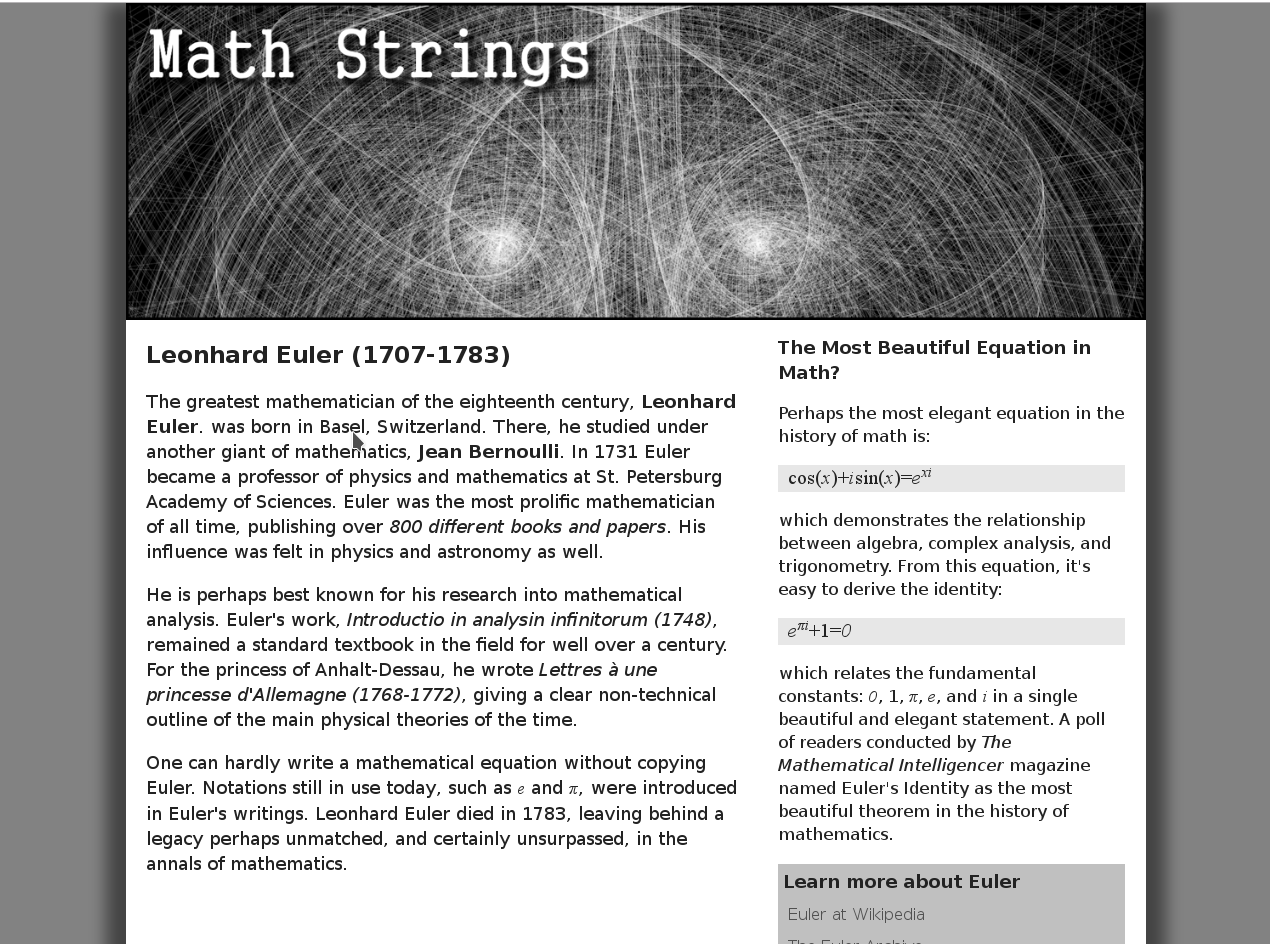 Math Strings
Leonhard Euler (1707-1783)
The greatest mathematician of the eighteenth century, Leonhard
Euler. was born in Basel, Switzerland. There, he studied under
another giant of mathematics, Jean Bernoulli. In 1731 Euler
became a professor of physics and mathematics at St. Petersburg
Academy of Sciences. Euler was the most prolific mathematician
of all time, publishing over 800 different books and papers. His
influence was felt in physics and astronomy as well.
He is perhaps best known for his research into mathematical
analysis. Euler's work, Introductio in analysin infinitorum (1748),
remained a standard textbook in the field for well over a century.
For the princess of Anhalt-Dessau, he wrote Lettres à une
princesse d'Allemagne (1768-1772), giving a clear non-technical
outline of the main physical theories of the time.
One can hardly write a mathematical equation without copying
Euler. Notations still in use today, such as e and π, were introduced
in Euler's writings. Leonhard Euler died in 1783, leaving behind a
legacy perhaps unmatched, and certainly unsurpassed, in the
annals of mathematics.
The Most Beautiful Equation in
Math?
Perhaps the most elegant equation in the
history of math is:
cos(x)+isin(x)=e^xi
which demonstrates the relationship
between algebra, complex analysis, and
trigonometry. From this equation, it's
easy to derive the identity:
e^πi+1=0
which relates the fundamental
constants: 0, 1, π, e, and i in a single
beautiful and elegant statement. A poll
of readers conducted by The
Mathematical Intelligencer magazine
named Euler's Identity as the most
beautiful theorem in the history of
mathematics.
Learn more about Euler
Euler at Wikipedia
The Euler Archive